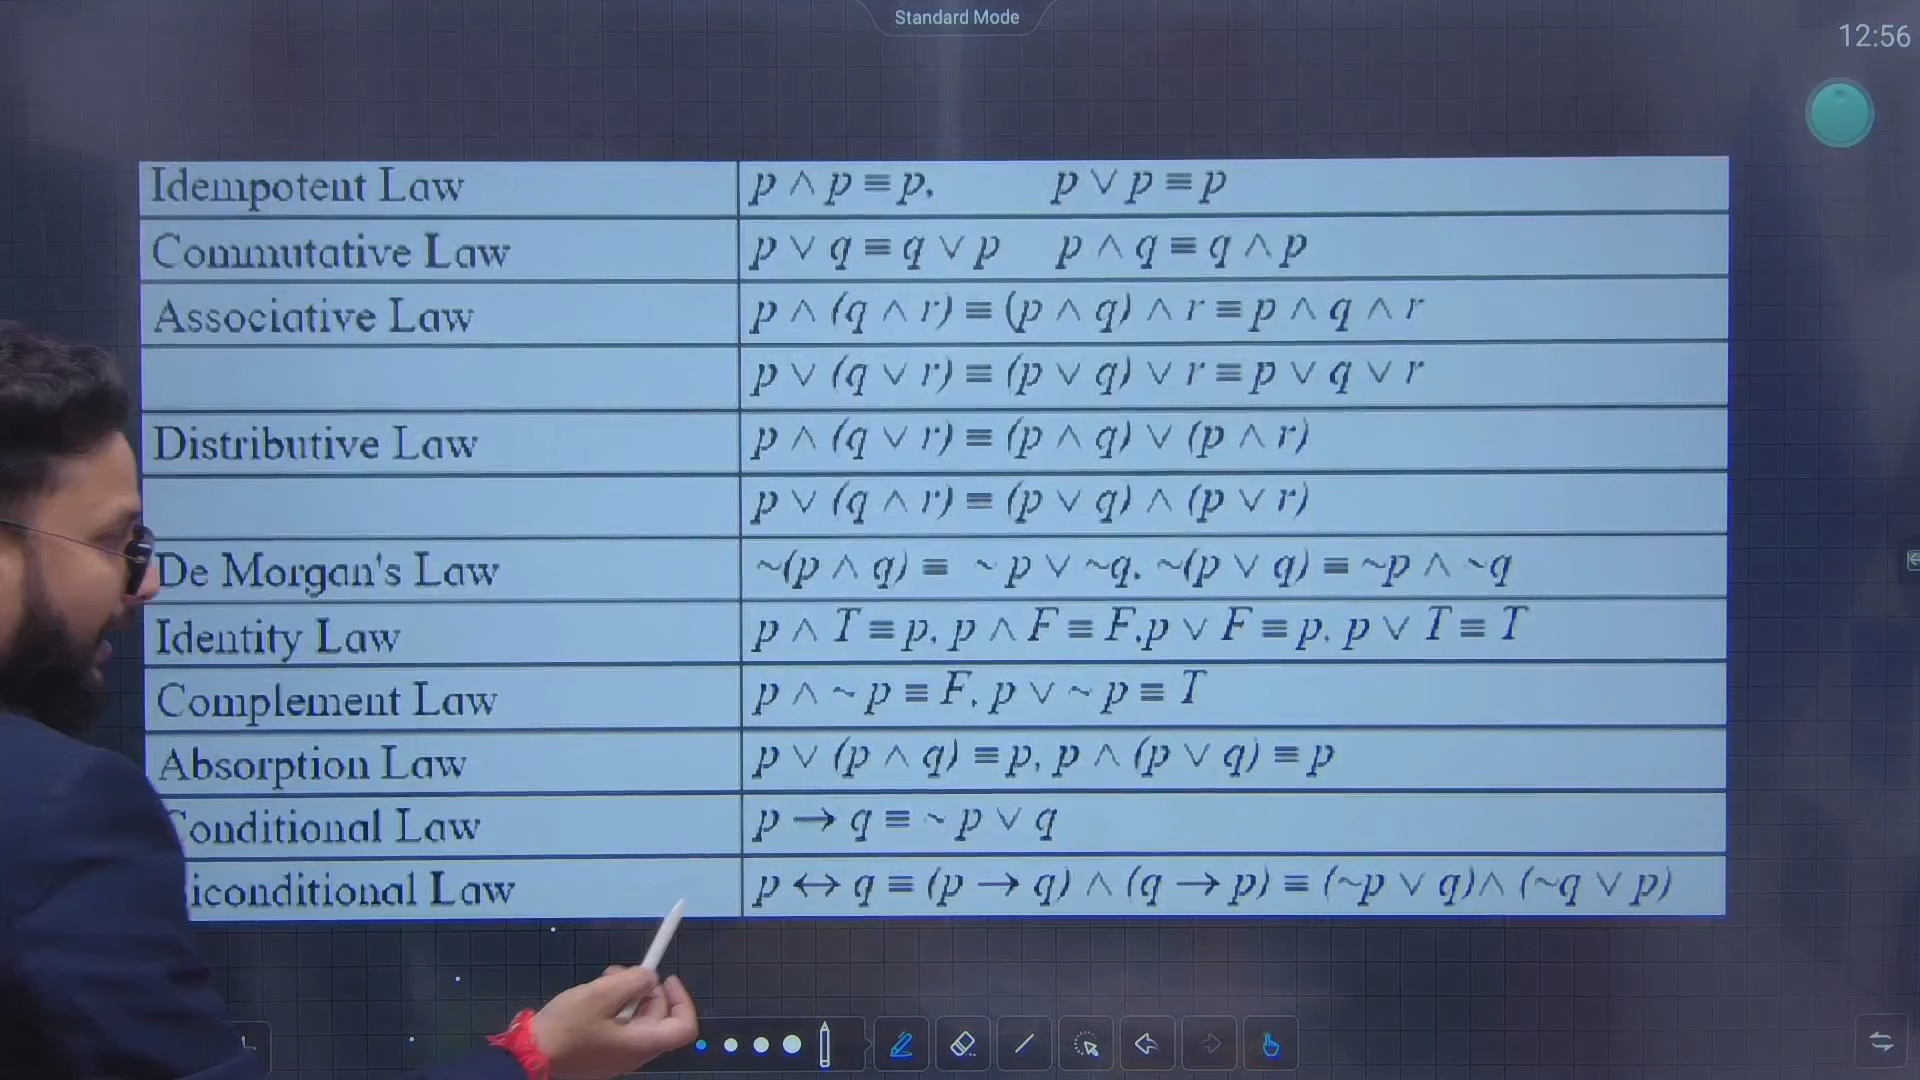 Standard Mode
12:56
Idempotent Law p ∧ p ≡ p, p ∨ p ≡ p
Commutative Law p ∨ q ≡ q ∨ p p ∧ q ≡ q ∧ p
Associative Law p ∧ (q ∧ r) ≡ (p ∧ q) ∧ r ≡ p ∧ q ∧ r
p ∨ (q ∨ r) ≡ (p ∨ q) ∨ r ≡ p ∨ q ∨ r
Distributive Law p ∧ (q ∨ r) ≡ (p ∧ q) ∨ (p ∧ r)
p ∨ (q ∧ r) ≡ (p ∨ q) ∧ (p ∨ r)
De Morgan's Law ~(p ∧ q) ≡ ~ p ∨ ~q, ~(p ∨ q) ≡ ~p ∧ ~q
Identity Law p ∧ T ≡ p, p ∧ F ≡ F, p ∨ F ≡ p, p ∨ T ≡ T
Complement Law p ∧ ~ p ≡ F, p ∨ ~ p ≡ T
Absorption Law p ∨ (p ∧ q) ≡ p, p ∧ (p ∨ q) ≡ p
Conditional Law p → q ≡ ~ p ∨ q
iconditional Law p ↔ q ≡ (p → q) ∧ (q → p) ≡ (~p ∨ q) ∧ (~q ∨ p)